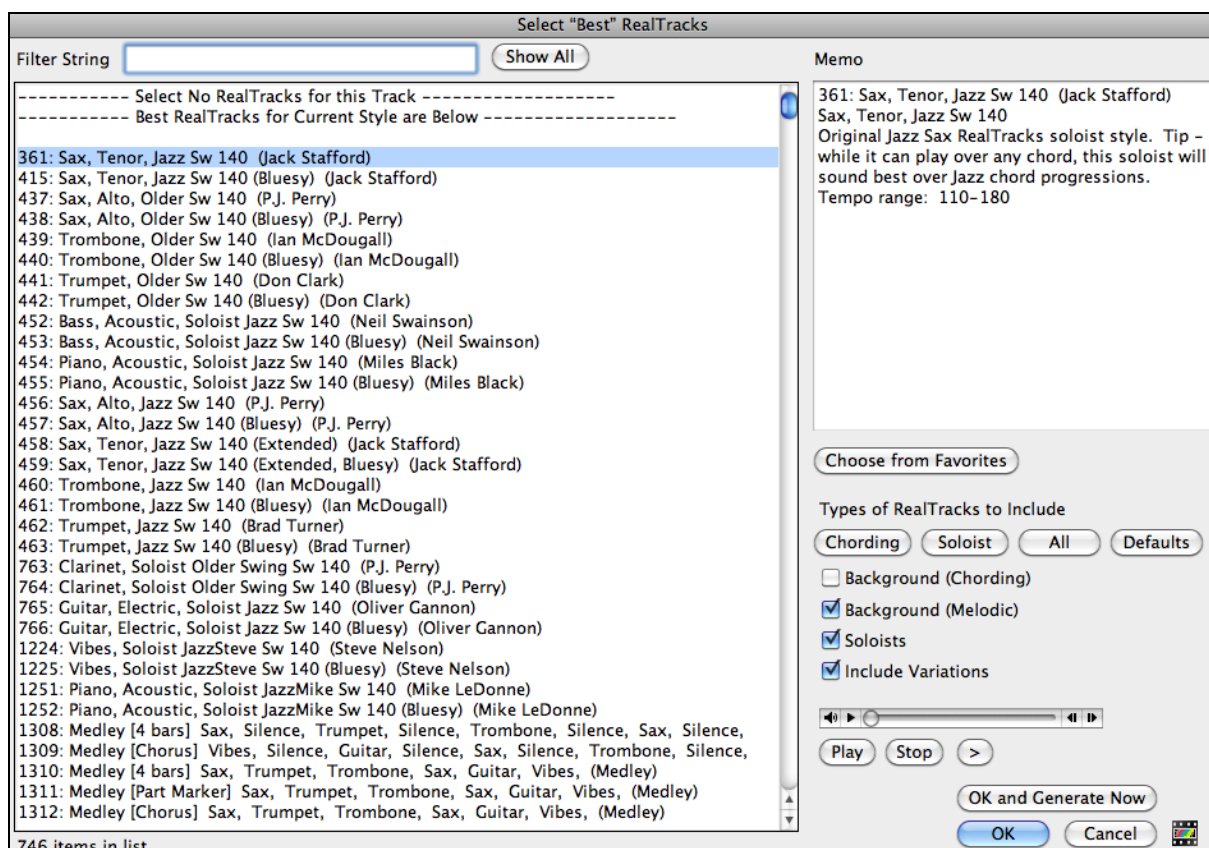 Select "Best" RealTracks
Filter String
Show All
----------- Select No RealTracks for this Track -------------------
----------- Best RealTracks for Current Style are Below -------------------
361: Sax, Tenor, Jazz Sw 140 (Jack Stafford)
415: Sax, Tenor, Jazz Sw 140 (Bluesy) (Jack Stafford)
437: Sax, Alto, Older Sw 140 (P.J. Perry)
438: Sax, Alto, Older Sw 140 (Bluesy) (P.J. Perry)
439: Trombone, Older Sw 140 (Ian McDougall)
440: Trombone, Older Sw 140 (Bluesy) (Ian McDougall)
441: Trumpet, Older Sw 140 (Don Clark)
442: Trumpet, Older Sw 140 (Bluesy) (Don Clark)
452: Bass, Acoustic, Soloist Jazz Sw 140 (Neil Swainson)
453: Bass, Acoustic, Soloist Jazz Sw 140 (Bluesy) (Neil Swainson)
454: Piano, Acoustic, Soloist Jazz Sw 140 (Miles Black)
455: Piano, Acoustic, Soloist Jazz Sw 140 (Bluesy) (Miles Black)
456: Sax, Alto, Jazz Sw 140 (P.J. Perry)
457: Sax, Alto, Jazz Sw 140 (Bluesy) (P.J. Perry)
458: Sax, Tenor, Jazz Sw 140 (Extended) (Jack Stafford)
459: Sax, Tenor, Jazz Sw 140 (Extended, Bluesy) (Jack Stafford)
460: Trombone, Jazz Sw 140 (Ian McDougall)
461: Trombone, Jazz Sw 140 (Bluesy) (Ian McDougall)
462: Trumpet, Jazz Sw 140 (Brad Turner)
463: Trumpet, Jazz Sw 140 (Bluesy) (Brad Turner)
763: Clarinet, Soloist Older Swing Sw 140 (P.J. Perry)
764: Clarinet, Soloist Older Swing Sw 140 (Bluesy) (P.J. Perry)
765: Guitar, Electric, Soloist Jazz Sw 140 (Oliver Gannon)
766: Guitar, Electric, Soloist Jazz Sw 140 (Bluesy) (Oliver Gannon)
1224: Vibes, Soloist JazzSteve Sw 140 (Steve Nelson)
1225: Vibes, Soloist JazzSteve Sw 140 (Bluesy) (Steve Nelson)
1251: Piano, Acoustic, Soloist JazzMike Sw 140 (Mike LeDonne)
1252: Piano, Acoustic, Soloist JazzMike Sw 140 (Bluesy) (Mike LeDonne)
1308: Medley [4 bars] Sax, Silence, Trumpet, Silence, Trombone, Silence, Sax, Silence,
1309: Medley [Chorus] Vibes, Silence, Guitar, Silence, Sax, Silence, Trombone, Silence,
1310: Medley [4 bars] Sax, Trumpet, Trombone, Sax, Guitar, Vibes, (Medley)
1311: Medley [Part Marker] Sax, Trumpet, Trombone, Sax, Guitar, Vibes, (Medley)
1312: Medley [Chorus] Sax, Trumpet, Trombone, Sax, Guitar, Vibes, (Medley)
746 items in list
Memo
361: Sax, Tenor, Jazz Sw 140 (Jack Stafford)
Sax, Tenor, Jazz Sw 140
Original Jazz Sax RealTracks soloist style. Tip –
while it can play over any chord, this soloist will
sound best over Jazz chord progressions.
Tempo range: 110–180
Choose from Favorites
Types of RealTracks to Include
Chording Soloist All Defaults
Background (Chording)
Background (Melodic)
Soloists
Include Variations
Play Stop >
OK and Generate Now
OK Cancel